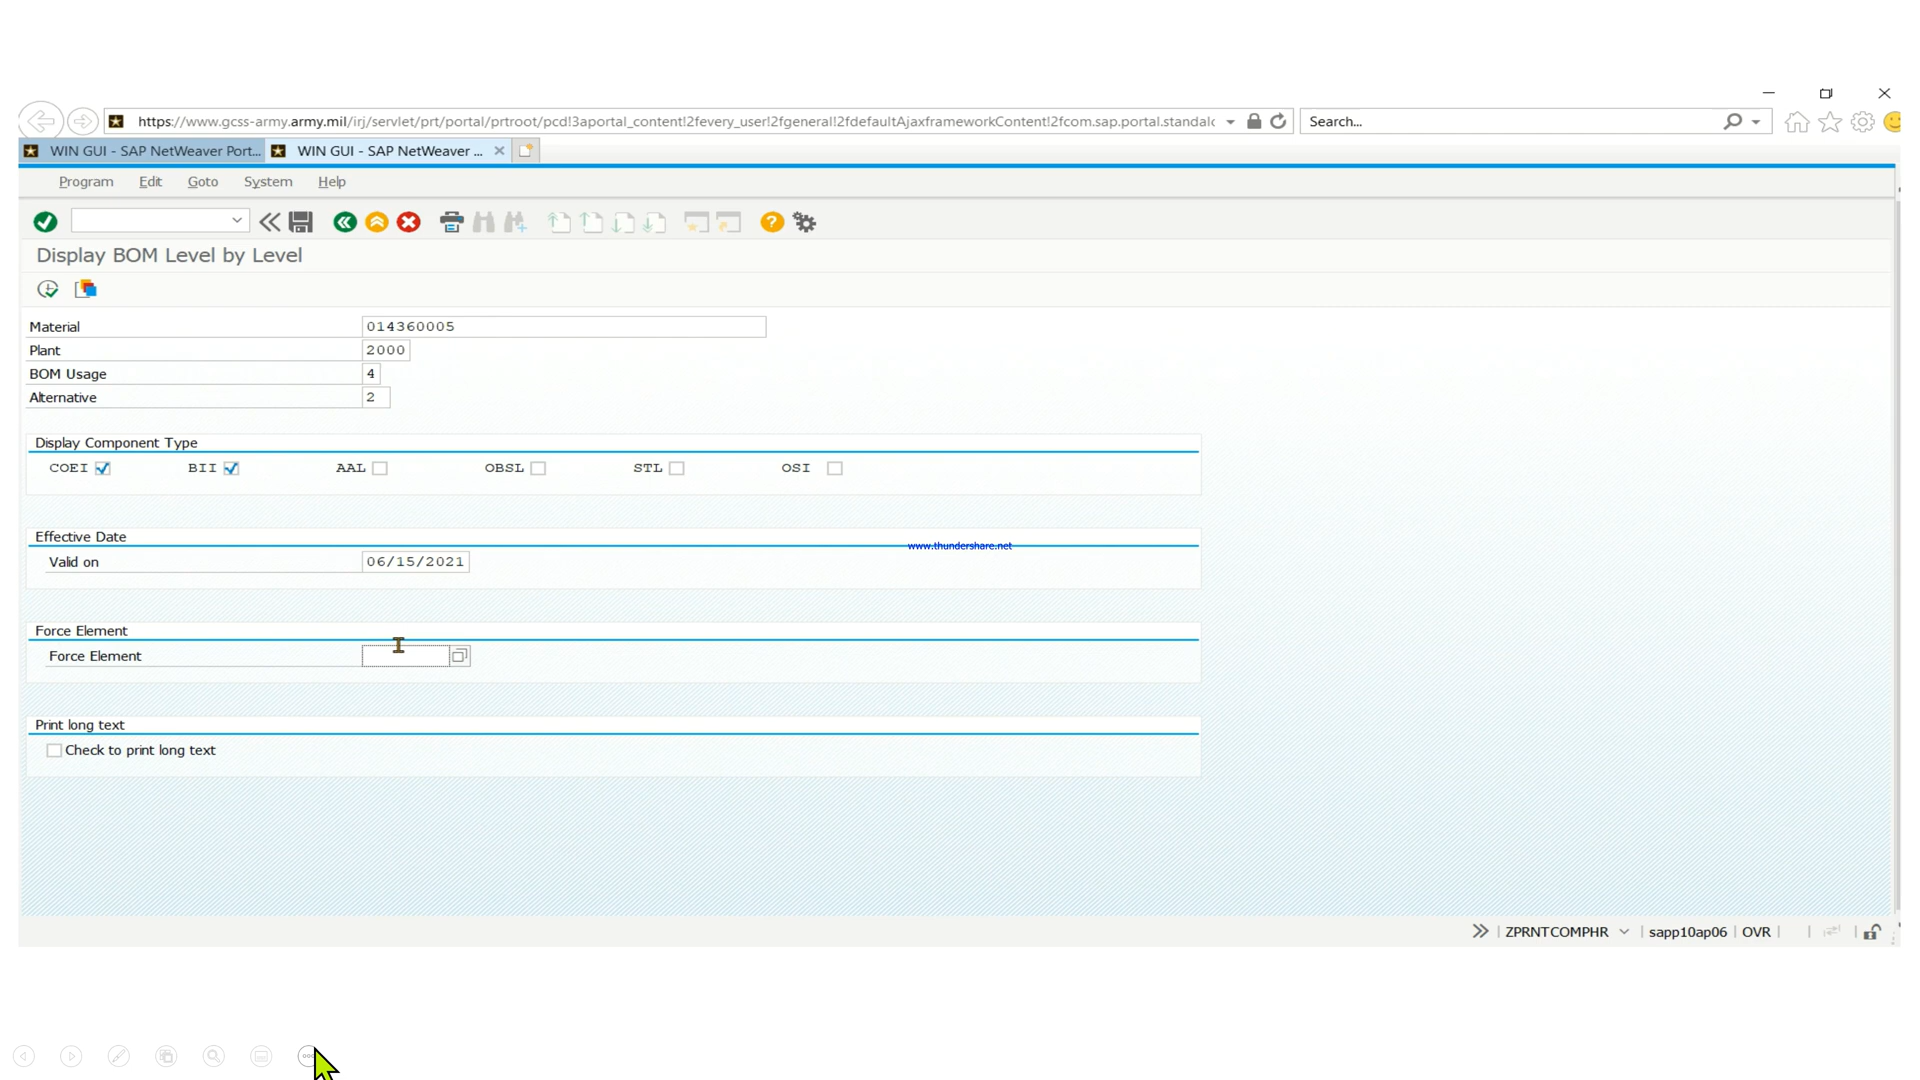 https://www.gcss-army.army.mil/irj/servlet/prt/portal/prtroot/pcd!3aportal_content!2fevery_user!2fgeneral!2fdefaultAjaxframeworkContent!2fcom.sap.portal.standalc Search...
WIN GUI - SAP NetWeaver Port... WIN GUI - SAP NetWeaver ...
Program Edit Goto System Help
Display BOM Level by Level
Material 014360005
Plant 2000
BOM Usage 4
Alternative 2
Display Component Type
COEI BII AAL OBSL STL OSI
Effective Date
www.thundershare.net
Valid on 06/15/2021
Force Element
Force Element
Print long text
Check to print long text
ZPRNTCOMPHR sapp10ap06 OVR